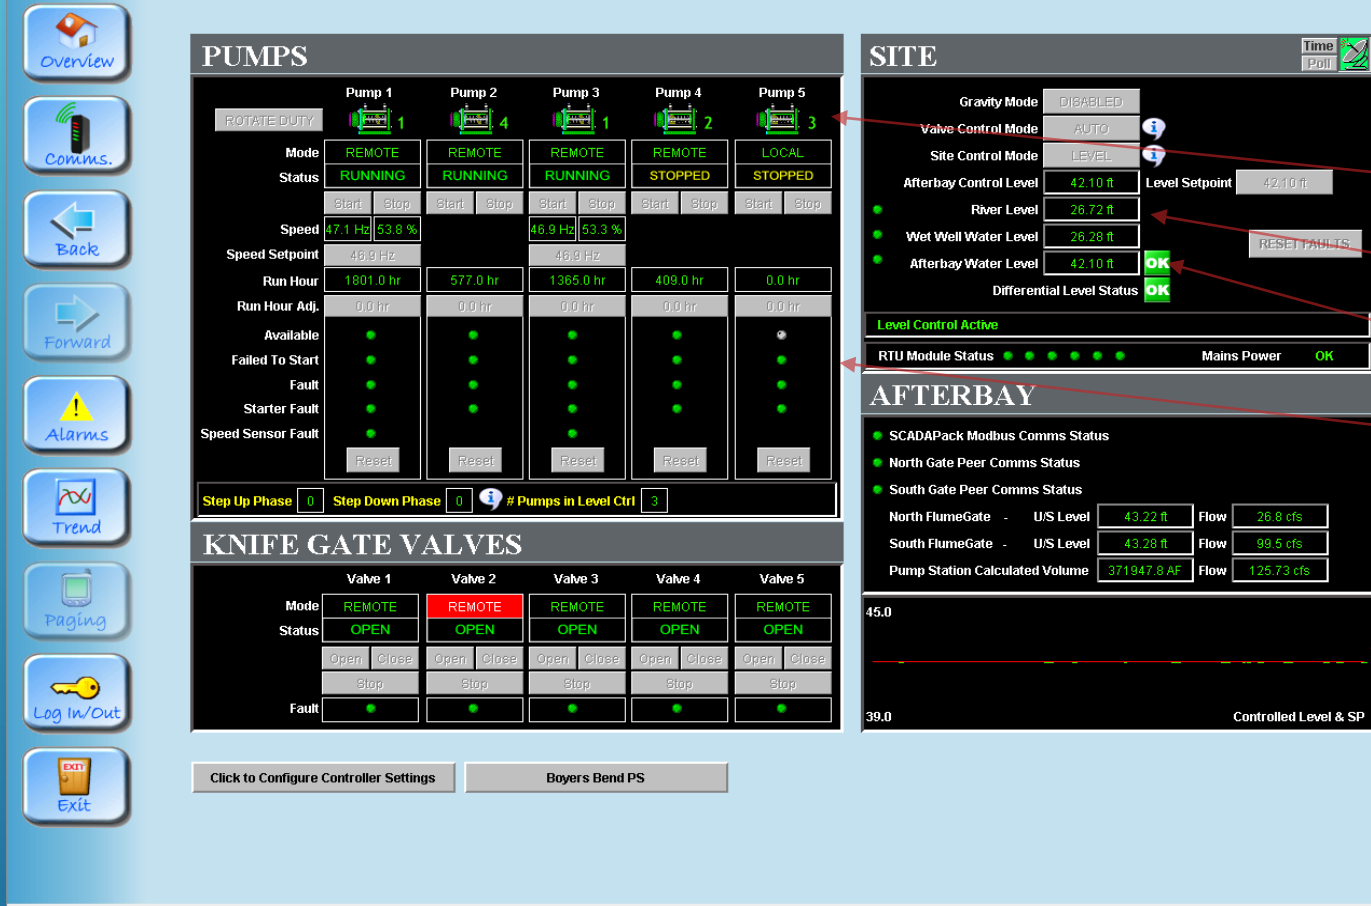 Overview
Comms.
Back
Forward
Alarms
Trend
Paging
Log In/Out
EXIT
Exit
PUMPS
Pump 1 Pump 2 Pump 3 Pump 4 Pump 5
ROTATE DUTY 1 4 1 2 3
Mode REMOTE REMOTE REMOTE REMOTE LOCAL
Status RUNNING RUNNING RUNNING STOPPED STOPPED
Start Stop Start Stop Start Stop Start Stop Start Stop
Speed 47.1 Hz 53.8 % 46.9 Hz 53.3 %
Speed Setpoint 46.9 Hz 46.9 Hz
Run Hour 1801.0 hr 577.0 hr 1365.0 hr 409.0 hr 0.0 hr
Run Hour Adj. 0.0 hr 0.0 hr 0.0 hr 0.0 hr 0.0 hr
Available
Failed To Start
Fault
Starter Fault
Speed Sensor Fault
Reset Reset Reset Reset Reset
Step Up Phase 0 Step Down Phase 0 # Pumps in Level Ctrl 3
KNIFE GATE VALVES
Valve 1 Valve 2 Valve 3 Valve 4 Valve 5
Mode REMOTE REMOTE REMOTE REMOTE REMOTE
Status OPEN OPEN OPEN OPEN OPEN
Open Close Open Close Open Close Open Close Open Close
Stop Stop Stop Stop Stop
Fault
Click to Configure Controller Settings Boyers Bend PS
SITE
Time
Poll
Gravity Mode DISABLED
Valve Control Mode AUTO
Site Control Mode LEVEL
Afterbay Control Level 42.10 ft Level Setpoint 42.10 ft
River Level 26.72 ft
Wet Well Water Level 26.28 ft RESET FAULTS
Afterbay Water Level 42.10 ft OK
Differential Level Status OK
Level Control Active
RTU Module Status Mains Power OK
AFTERBAY
SCADAPack Modbus Comms Status
North Gate Peer Comms Status
South Gate Peer Comms Status
North FlumeGate - U/S Level 43.22 ft Flow 26.8 cfs
South FlumeGate - U/S Level 43.28 ft Flow 99.5 cfs
Pump Station Calculated Volume 371947.8 AF Flow 125.73 cfs
45.0
39.0 Controlled Level & SP